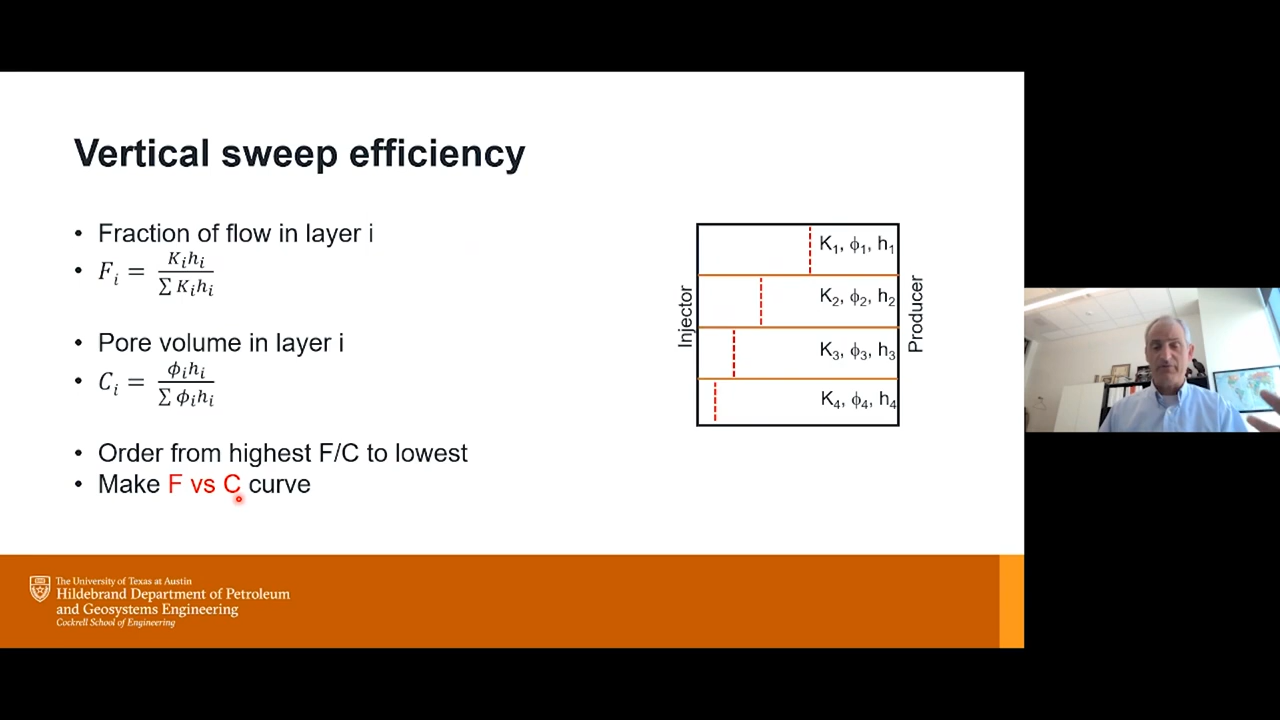 Vertical sweep efficiency
• Fraction of flow in layer i
• F_i = K_i h_i / ∑ K_i h_i
• Pore volume in layer i
• C_i = ϕ_i h_i / ∑ ϕ_i h_i
• Order from highest F/C to lowest
• Make F vs C curve
Injector
K₁, ϕ₁, h₁
K₂, ϕ₂, h₂
K₃, ϕ₃, h₃
K₄, ϕ₄, h₄
Producer
The University of Texas at Austin
Hildebrand Department of Petroleum
and Geosystems Engineering
Cockrell School of Engineering